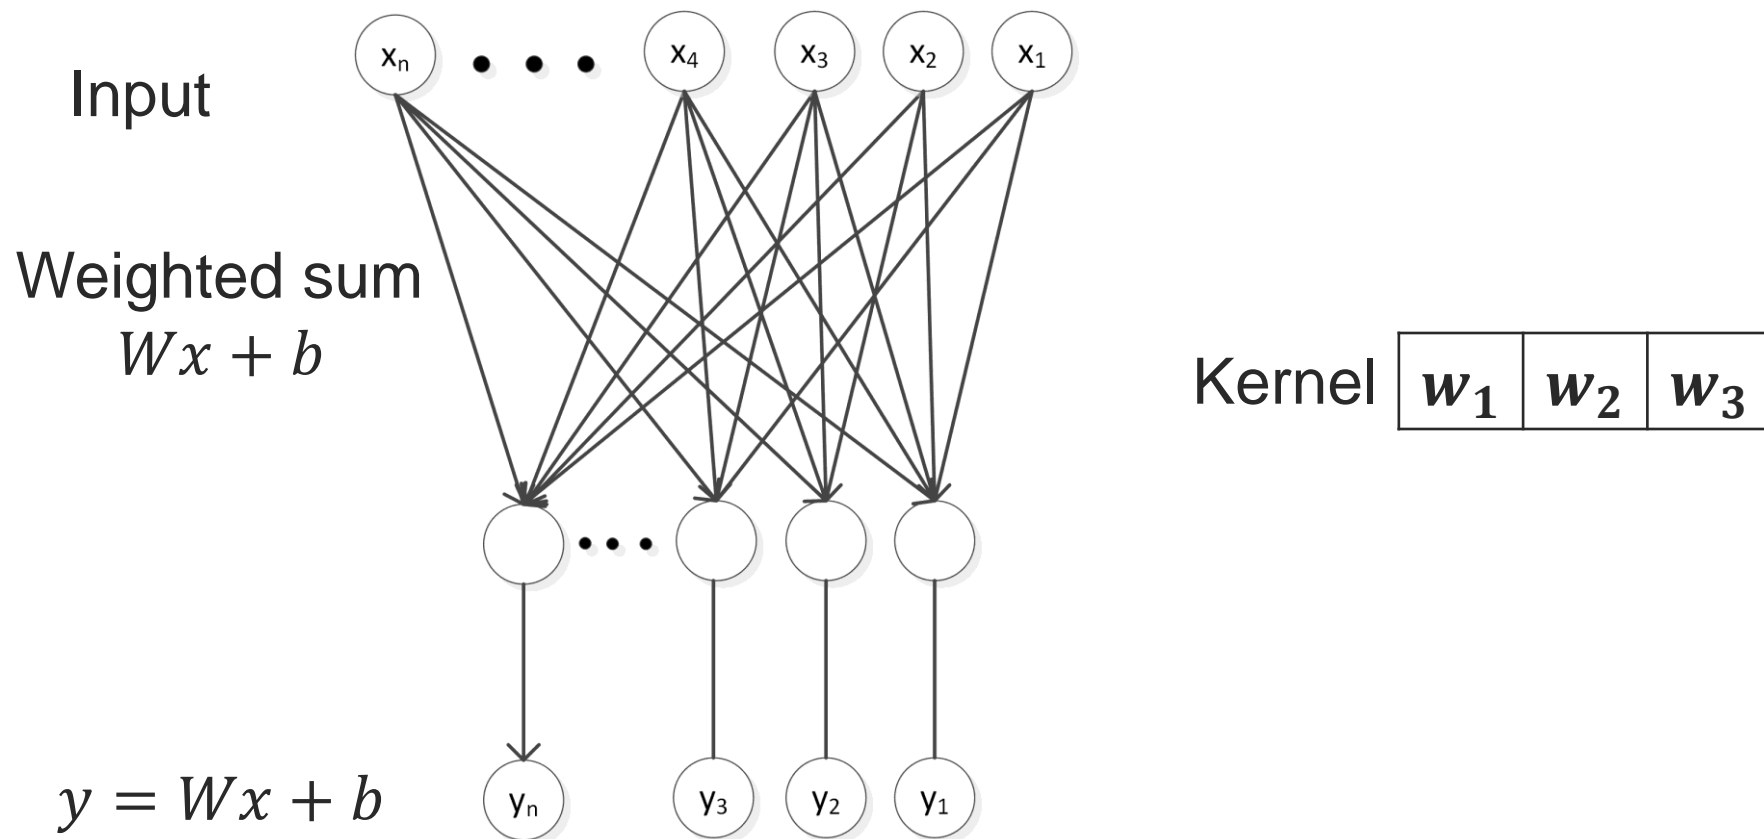 xₙ • • • x₄ x₃ x₂ x₁
Input
Weighted sum
Wx + b
Kernel w₁ w₂ w₃
• • •
y = Wx + b
yₙ y₃ y₂ y₁